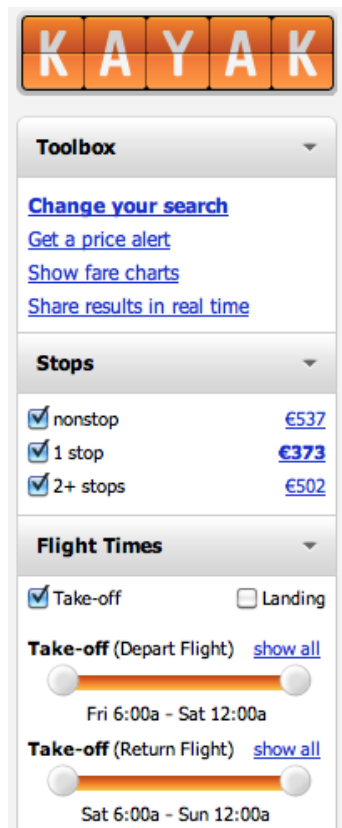 KAYAK
Toolbox
Change your search
Get a price alert
Show fare charts
Share results in real time
Stops
nonstop €537
1 stop €373
2+ stops €502
Flight Times
Take-off Landing
Take-off (Depart Flight) show all
Fri 6:00a - Sat 12:00a
Take-off (Return Flight) show all
Sat 6:00a - Sun 12:00a